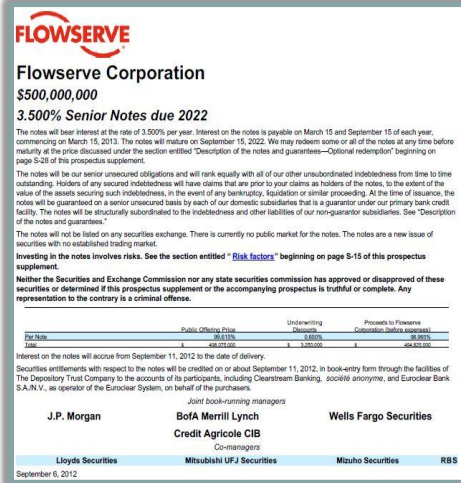 FLOWSERVE
Flowserve Corporation
$500,000,000
3.500% Senior Notes due 2022
The notes will bear interest at the rate of 3.500% per year. Interest on the notes is payable on March 15 and September 15 of each year,
commencing on March 15, 2013. The notes will mature on September 15, 2022. We may redeem some or all of the notes at any time before
maturity at the price discussed under the section entitled “Description of the notes and guarantees—Optional redemption” beginning on
page S-28 of this prospectus supplement.
The notes will be our senior unsecured obligations and will rank equally with all of our other unsubordinated indebtedness from time to time
outstanding. Holders of any secured indebtedness will have claims that are prior to your claims as holders of the notes, to the extent of the
value of the assets securing such indebtedness, in the event of any bankruptcy, liquidation or similar proceeding. At the time of issuance, the
notes will be guaranteed on a senior unsecured basis by each of our domestic subsidiaries that is a guarantor under our primary bank credit
facility. The notes will be structurally subordinated to the indebtedness and other liabilities of our non-guarantor subsidiaries. See “Description
of the notes and guarantees.”
The notes will not be listed on any securities exchange. There is currently no public market for the notes. The notes are a new issue of
securities with no established trading market.
Investing in the notes involves risks. See the section entitled “ Risk factors” beginning on page S-15 of this prospectus
supplement.
Neither the Securities and Exchange Commission nor any state securities commission has approved or disapproved of these
securities or determined if this prospectus supplement or the accompanying prospectus is truthful or complete. Any
representation to the contrary is a criminal offense.
Underwriting Proceeds to Flowserve
Public Offering Price Discounts Corporation (before expenses)
Per Note 99.615% 0.650% 98.965%
Total $ 498,075,000 $ 3,250,000 $ 494,825,000
Interest on the notes will accrue from September 11, 2012 to the date of delivery.
Securities entitlements with respect to the notes will be credited on or about September 11, 2012, in book-entry form through the facilities of
The Depository Trust Company to the accounts of its participants, including Clearstream Banking, société anonyme, and Euroclear Bank
S.A./N.V., as operator of the Euroclear System, on behalf of the purchasers.
Joint book-running managers
J.P. Morgan BofA Merrill Lynch Wells Fargo Securities
Credit Agricole CIB
Co-managers
Lloyds Securities Mitsubishi UFJ Securities Mizuho Securities RBS
September 6, 2012